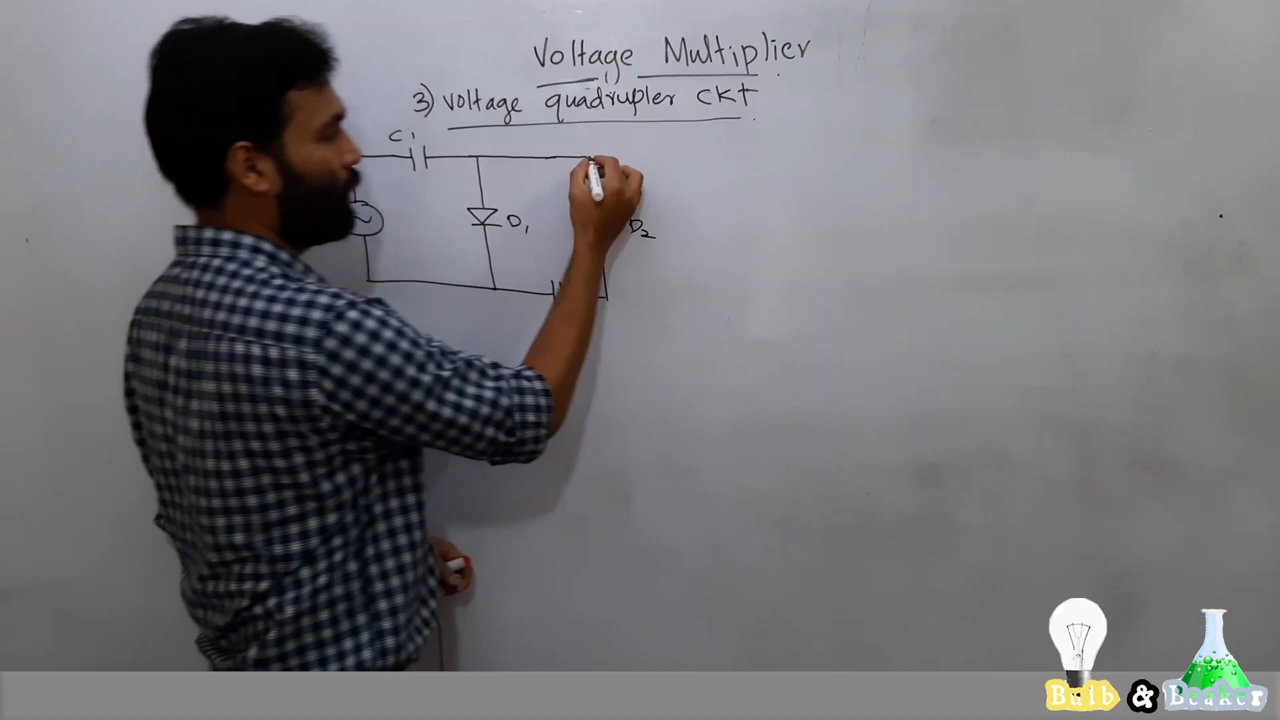 Voltage Multiplier
3) Voltage quadrupler CKT
C1
D1
D2
Bulb & Beaker